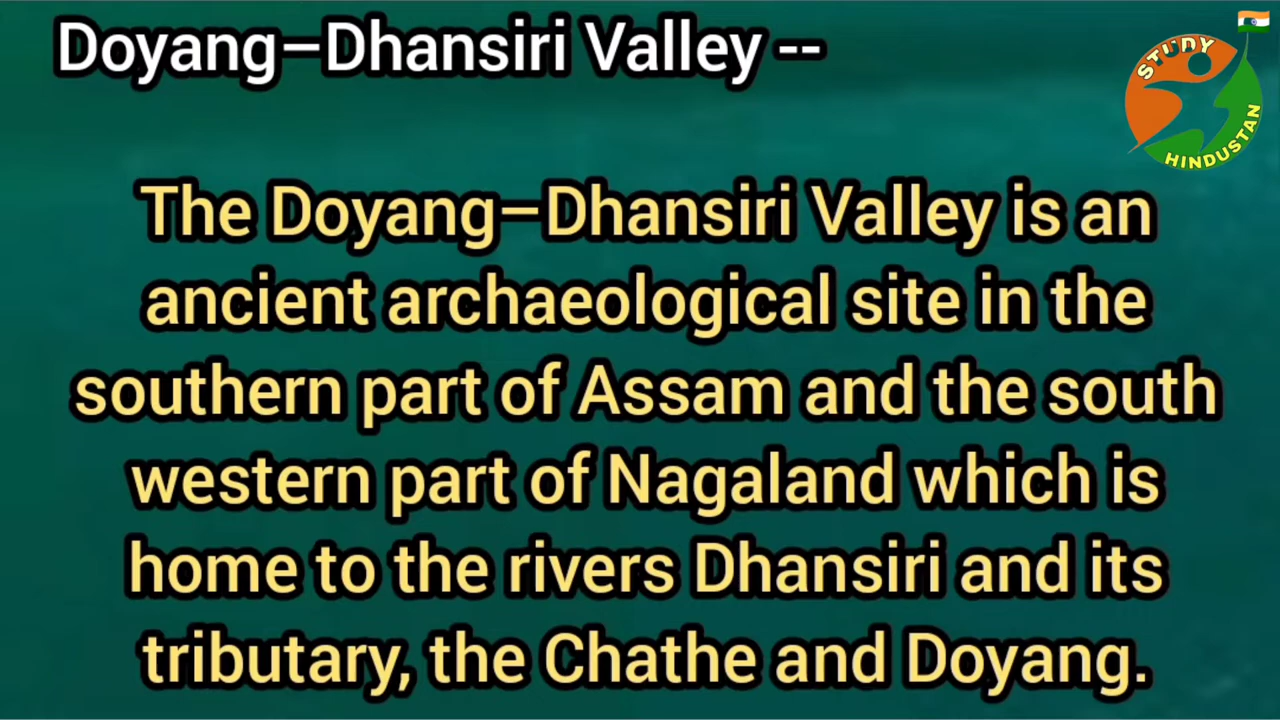 Doyang–Dhansiri Valley --
STUDY
HINDUSTAN
The Doyang–Dhansiri Valley is an
ancient archaeological site in the
southern part of Assam and the south
western part of Nagaland which is
home to the rivers Dhansiri and its
tributary, the Chathe and Doyang.